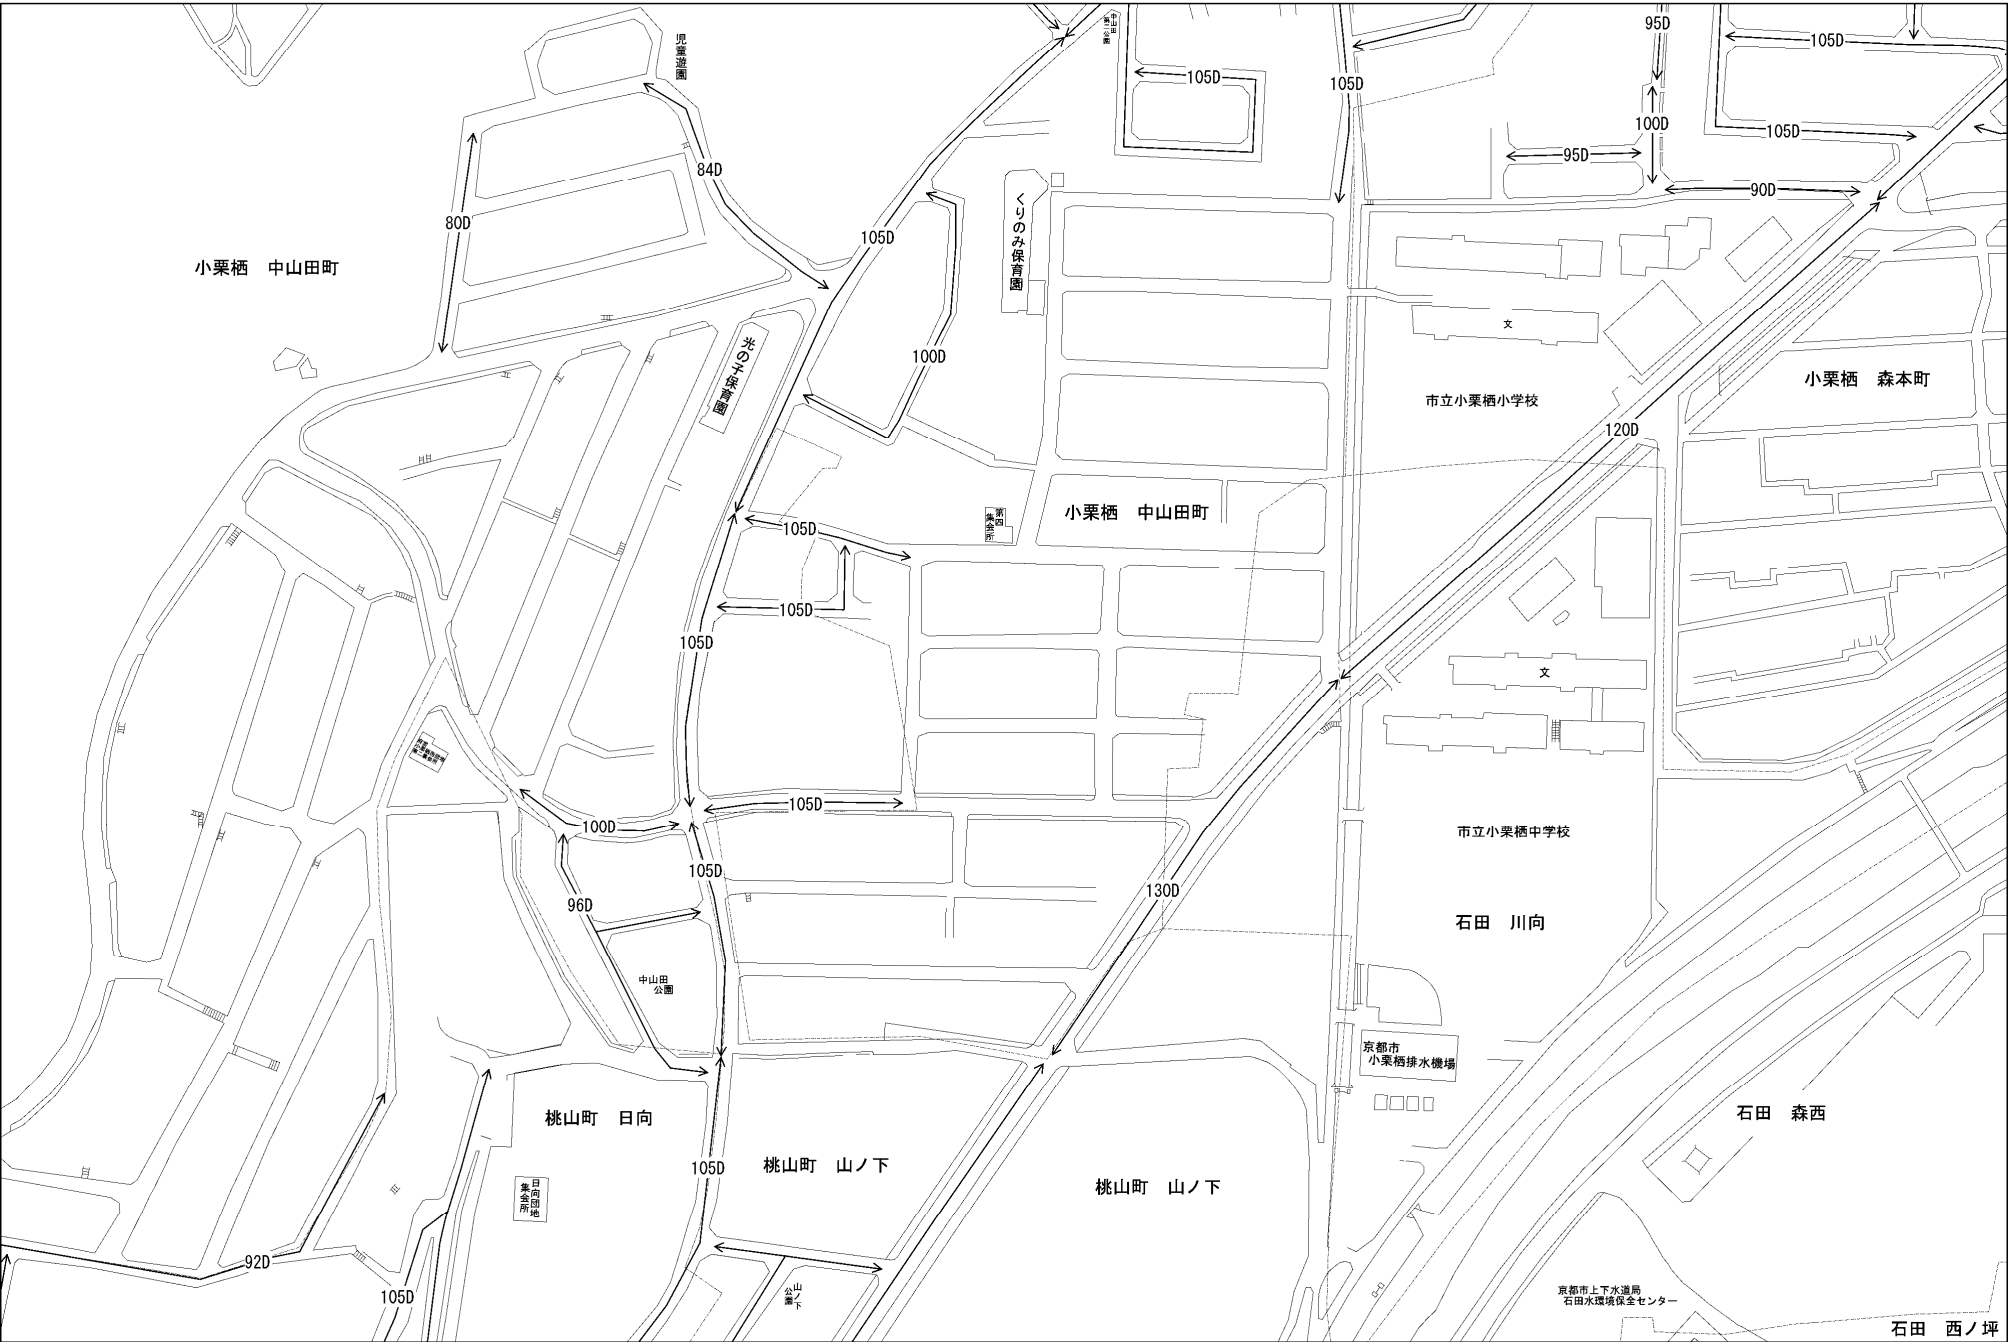 児童遊園
中山田
第二公園
95D
105D
105D
105D
100D
105D
95D
84D
90D
80D
105D
くりのみ保育園
小栗栖　中山田町
文
100D
光の子保育園
小栗栖　森本町
市立小栗栖小学校
120D
第四
集会所
小栗栖　中山田町
105D
105D
105D
文
105D
100D
市立小栗栖中学校
105D
130D
96D
石田　川向
中山田
公園
京都市
小栗栖排水機場
石田　森西
桃山町　日向
105D
桃山町　山ノ下
桃山町　山ノ下
日向団地
集会所
92D
105D
山ノ下
公園
京都市上下水道局
石田水環境保全センター
石田　西ノ坪